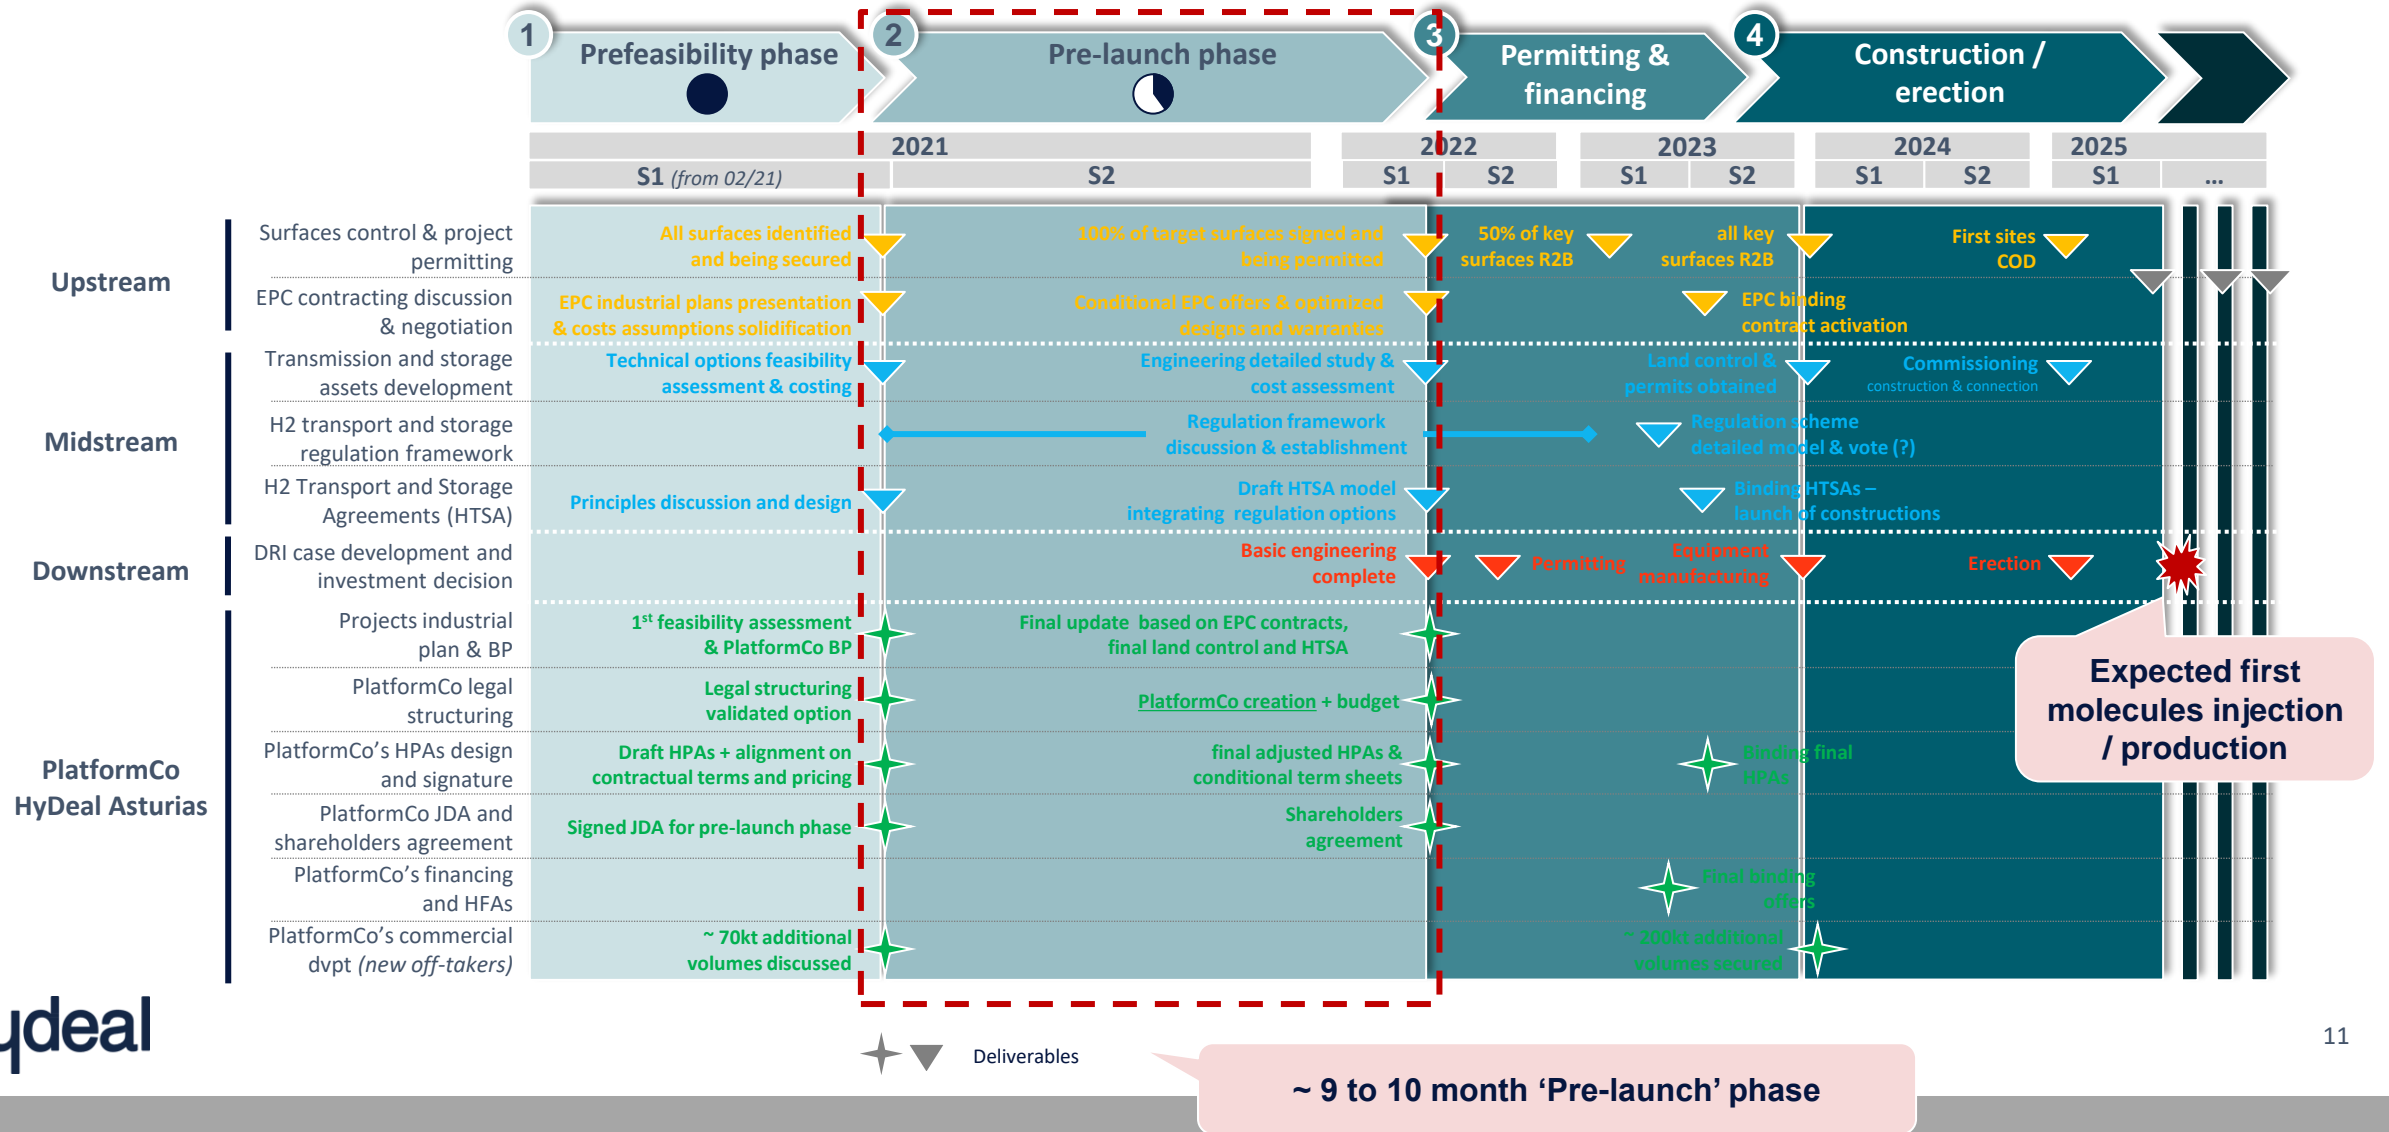 1
Prefeasibility phase
2
Pre-launch phase
3
Permitting &
financing
4
Construction /
erection
2021
2022
2023
2024
2025
S1 (from 02/21)
S2
S1
S2
S1
S2
S1
S2
S1
...
Upstream
Surfaces control & project
permitting
All surfaces identified
and being secured
100% of target surfaces signed and
being permitted
50% of key
surfaces R2B
all key
surfaces R2B
First sites
COD
EPC contracting discussion
& negotiation
EPC industrial plans presentation
& costs assumptions solidification
Conditional EPC offers & optimized
designs and warranties
EPC binding
contract activation
Midstream
Transmission and storage
assets development
Technical options feasibility
assessment & costing
Engineering detailed study &
cost assessment
Land control &
permits obtained
Commissioning
construction & connection
H2 transport and storage
regulation framework
Regulation framework
discussion & establishment
Regulation scheme
detailed model & vote (?)
H2 Transport and Storage
Agreements (HTSA)
Principles discussion and design
Draft HTSA model
integrating regulation options
Binding HTSAs –
launch of constructions
Downstream
DRI case development and
investment decision
Basic engineering
complete
Permitting
Equipment
manufacturing
Erection
PlatformCo
HyDeal Asturias
Projects industrial
plan & BP
1st feasibility assessment
& PlatformCo BP
Final update based on EPC contracts,
final land control and HTSA
PlatformCo legal
structuring
Legal structuring
validated option
PlatformCo creation + budget
PlatformCo's HPAs design
and signature
Draft HPAs + alignment on
contractual terms and pricing
final adjusted HPAs &
conditional term sheets
Binding final
HPAs
PlatformCo JDA and
shareholders agreement
Signed JDA for pre-launch phase
Shareholders
agreement
PlatformCo's financing
and HFAs
Final binding
offers
PlatformCo's commercial
dvpt (new off-takers)
~ 70kt additional
volumes discussed
~ 200kt additional
volumes secured
Expected first
molecules injection
/ production
Deliverables
~ 9 to 10 month ‘Pre-launch’ phase
ydeal
11